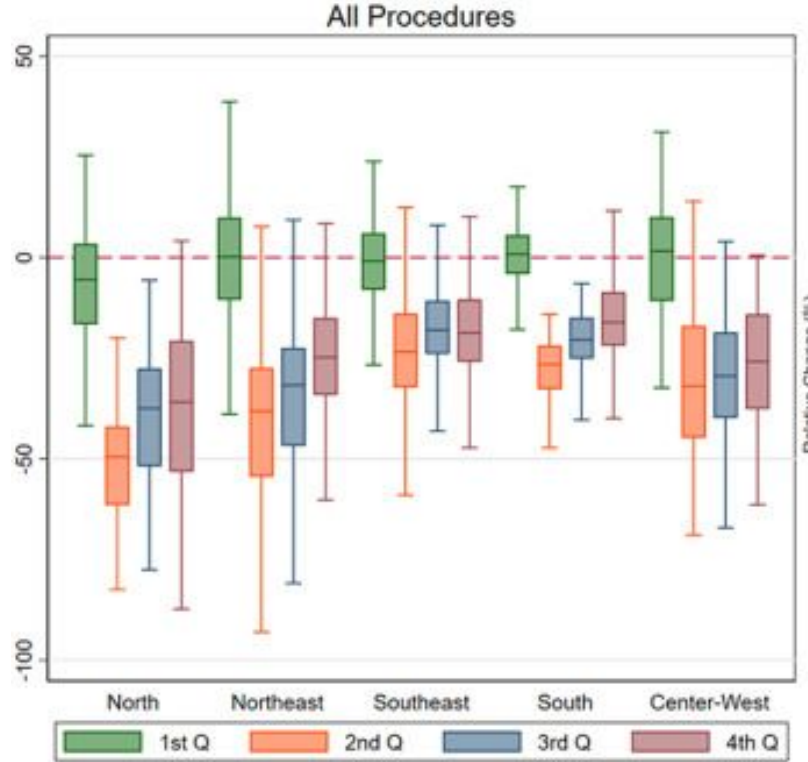 All Procedures
50
0
-50
-100
North Northeast Southeast South Center-West
1st Q 2nd Q 3rd Q 4th Q